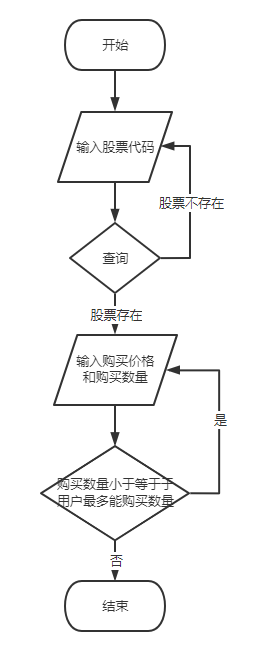 开始
输入股票代码
股票不存在
查询
股票存在
输入购买价格
和购买数量
是
购买数量小于等于于
用户最多能购买数量
否
结束